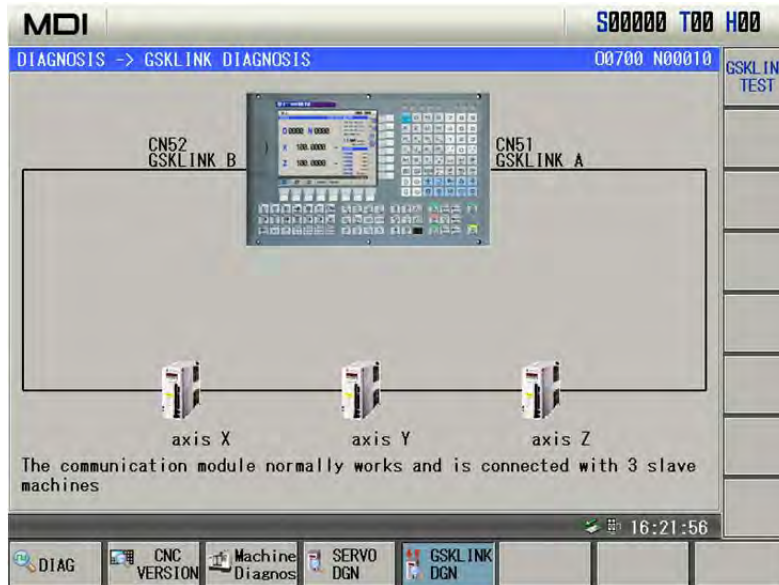 MDI
S00000 T00 H00
DIAGNOSIS -> GSKLINK DIAGNOSIS
O0700 N00010
GSKLIN
TEST
CN52
GSKLINK B
CN51
GSKLINK A
axis X
axis Y
axis Z
The communication module normally works and is connected with 3 slave
machines
16:21:56
DIAG
CNC
VERSION
Machine
Diagnos
SERVO
DGN
GSKLINK
DGN